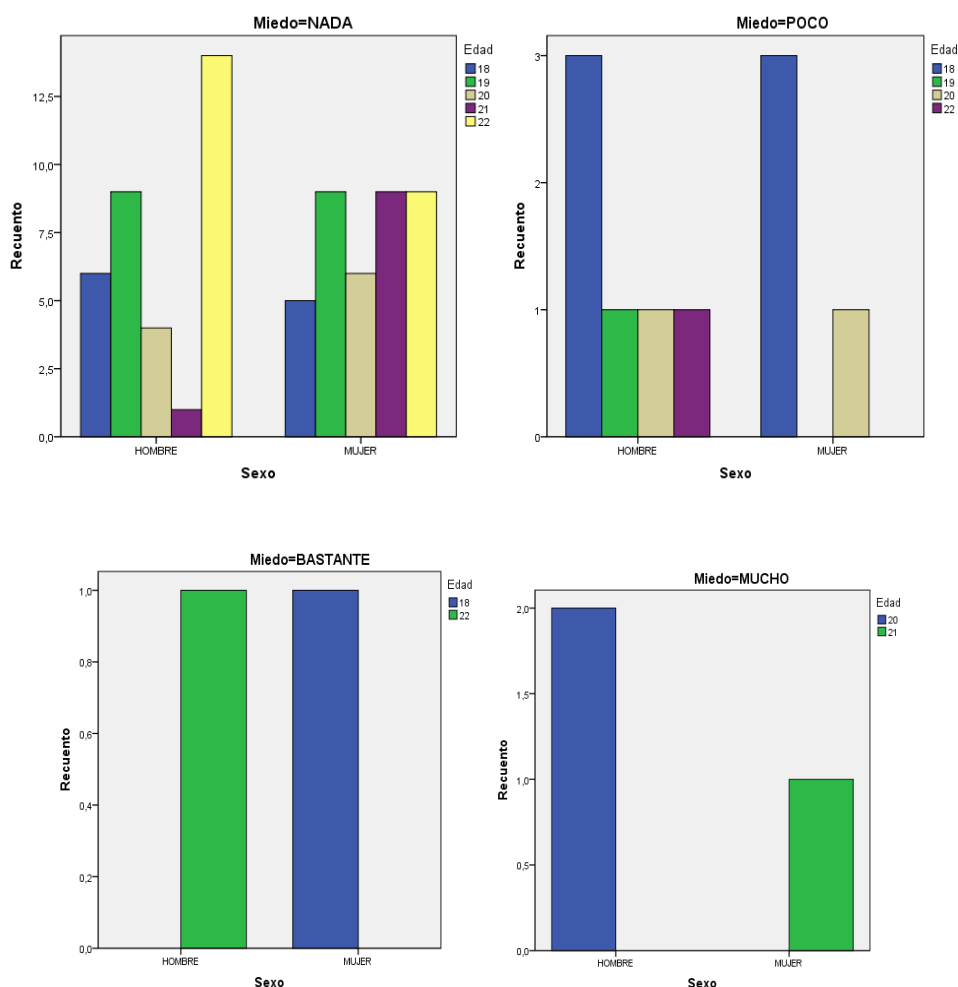 Miedo=NADA
Edad
18
19
20
21
22
12,5
10,0
7,5
5,0
2,5
0,0
Recuento
HOMBRE MUJER
Sexo
Miedo=POCO
Edad
18
19
20
22
3
2
1
0
Recuento
HOMBRE MUJER
Sexo
Miedo=BASTANTE
Edad
18
22
1,0
0,8
0,6
0,4
0,2
0,0
Recuento
HOMBRE MUJER
Sexo
Miedo=MUCHO
Edad
20
21
2,0
1,5
1,0
0,5
0,0
Recuento
HOMBRE MUJER
Sexo